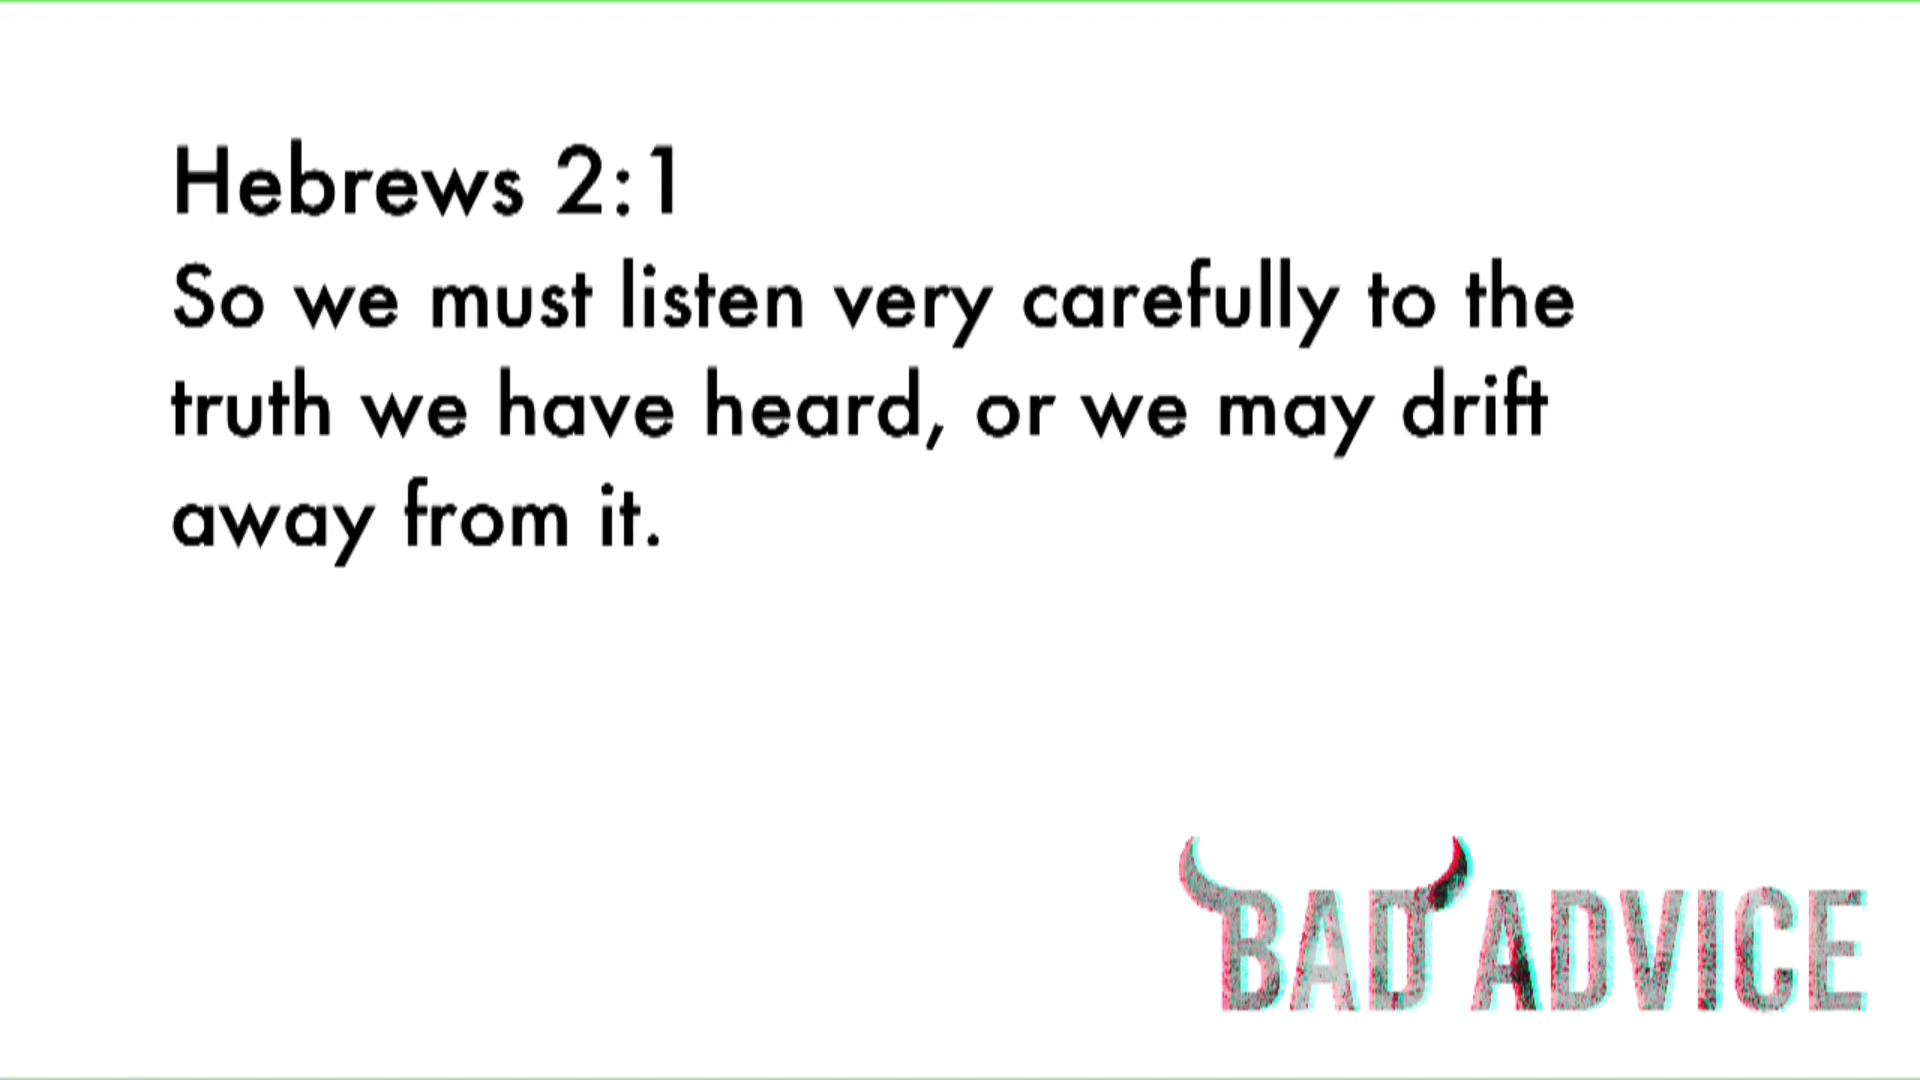 Hebrews 2:1
So we must listen very carefully to the
truth we have heard, or we may drift
away from it.
BAD ADVICE